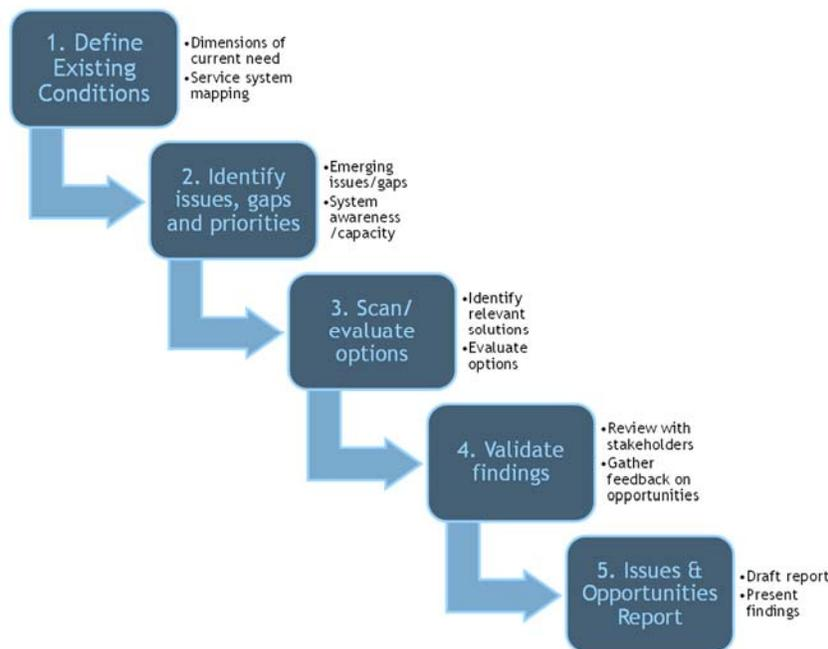 1. Define
Existing
Conditions
•Dimensions of
current need
•Service system
mapping
2. Identify
issues, gaps
and priorities
•Emerging
issues/gaps
•System
awareness
/capacity
3. Scan/
evaluate
options
•Identify
relevant
solutions
•Evaluate
options
4. Validate
findings
•Review with
stakeholders
•Gather
feedback on
opportunities
5. Issues &
Opportunities
Report
•Draft report
•Present
findings